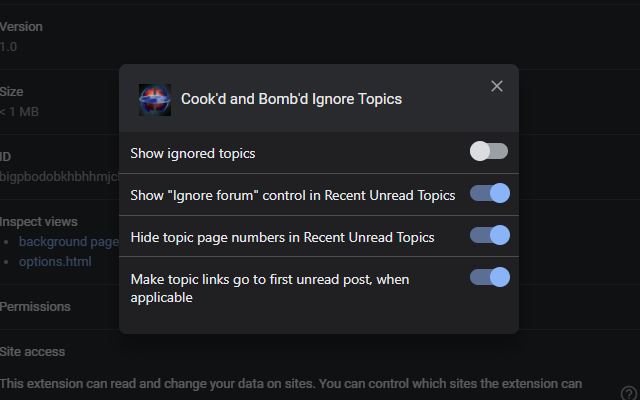 Version
1.0
Size
< 1 MB
ID
Inspect views
background page
options.html
Permissions
Site access
This extension can read and change your data on sites. You can control which sites the extension can
Cook'd and Bomb'd Ignore Topics
Show ignored topics
Show "Ignore forum" control in Recent Unread Topics
Hide topic page numbers in Recent Unread Topics
Make topic links go to first unread post, when
applicable